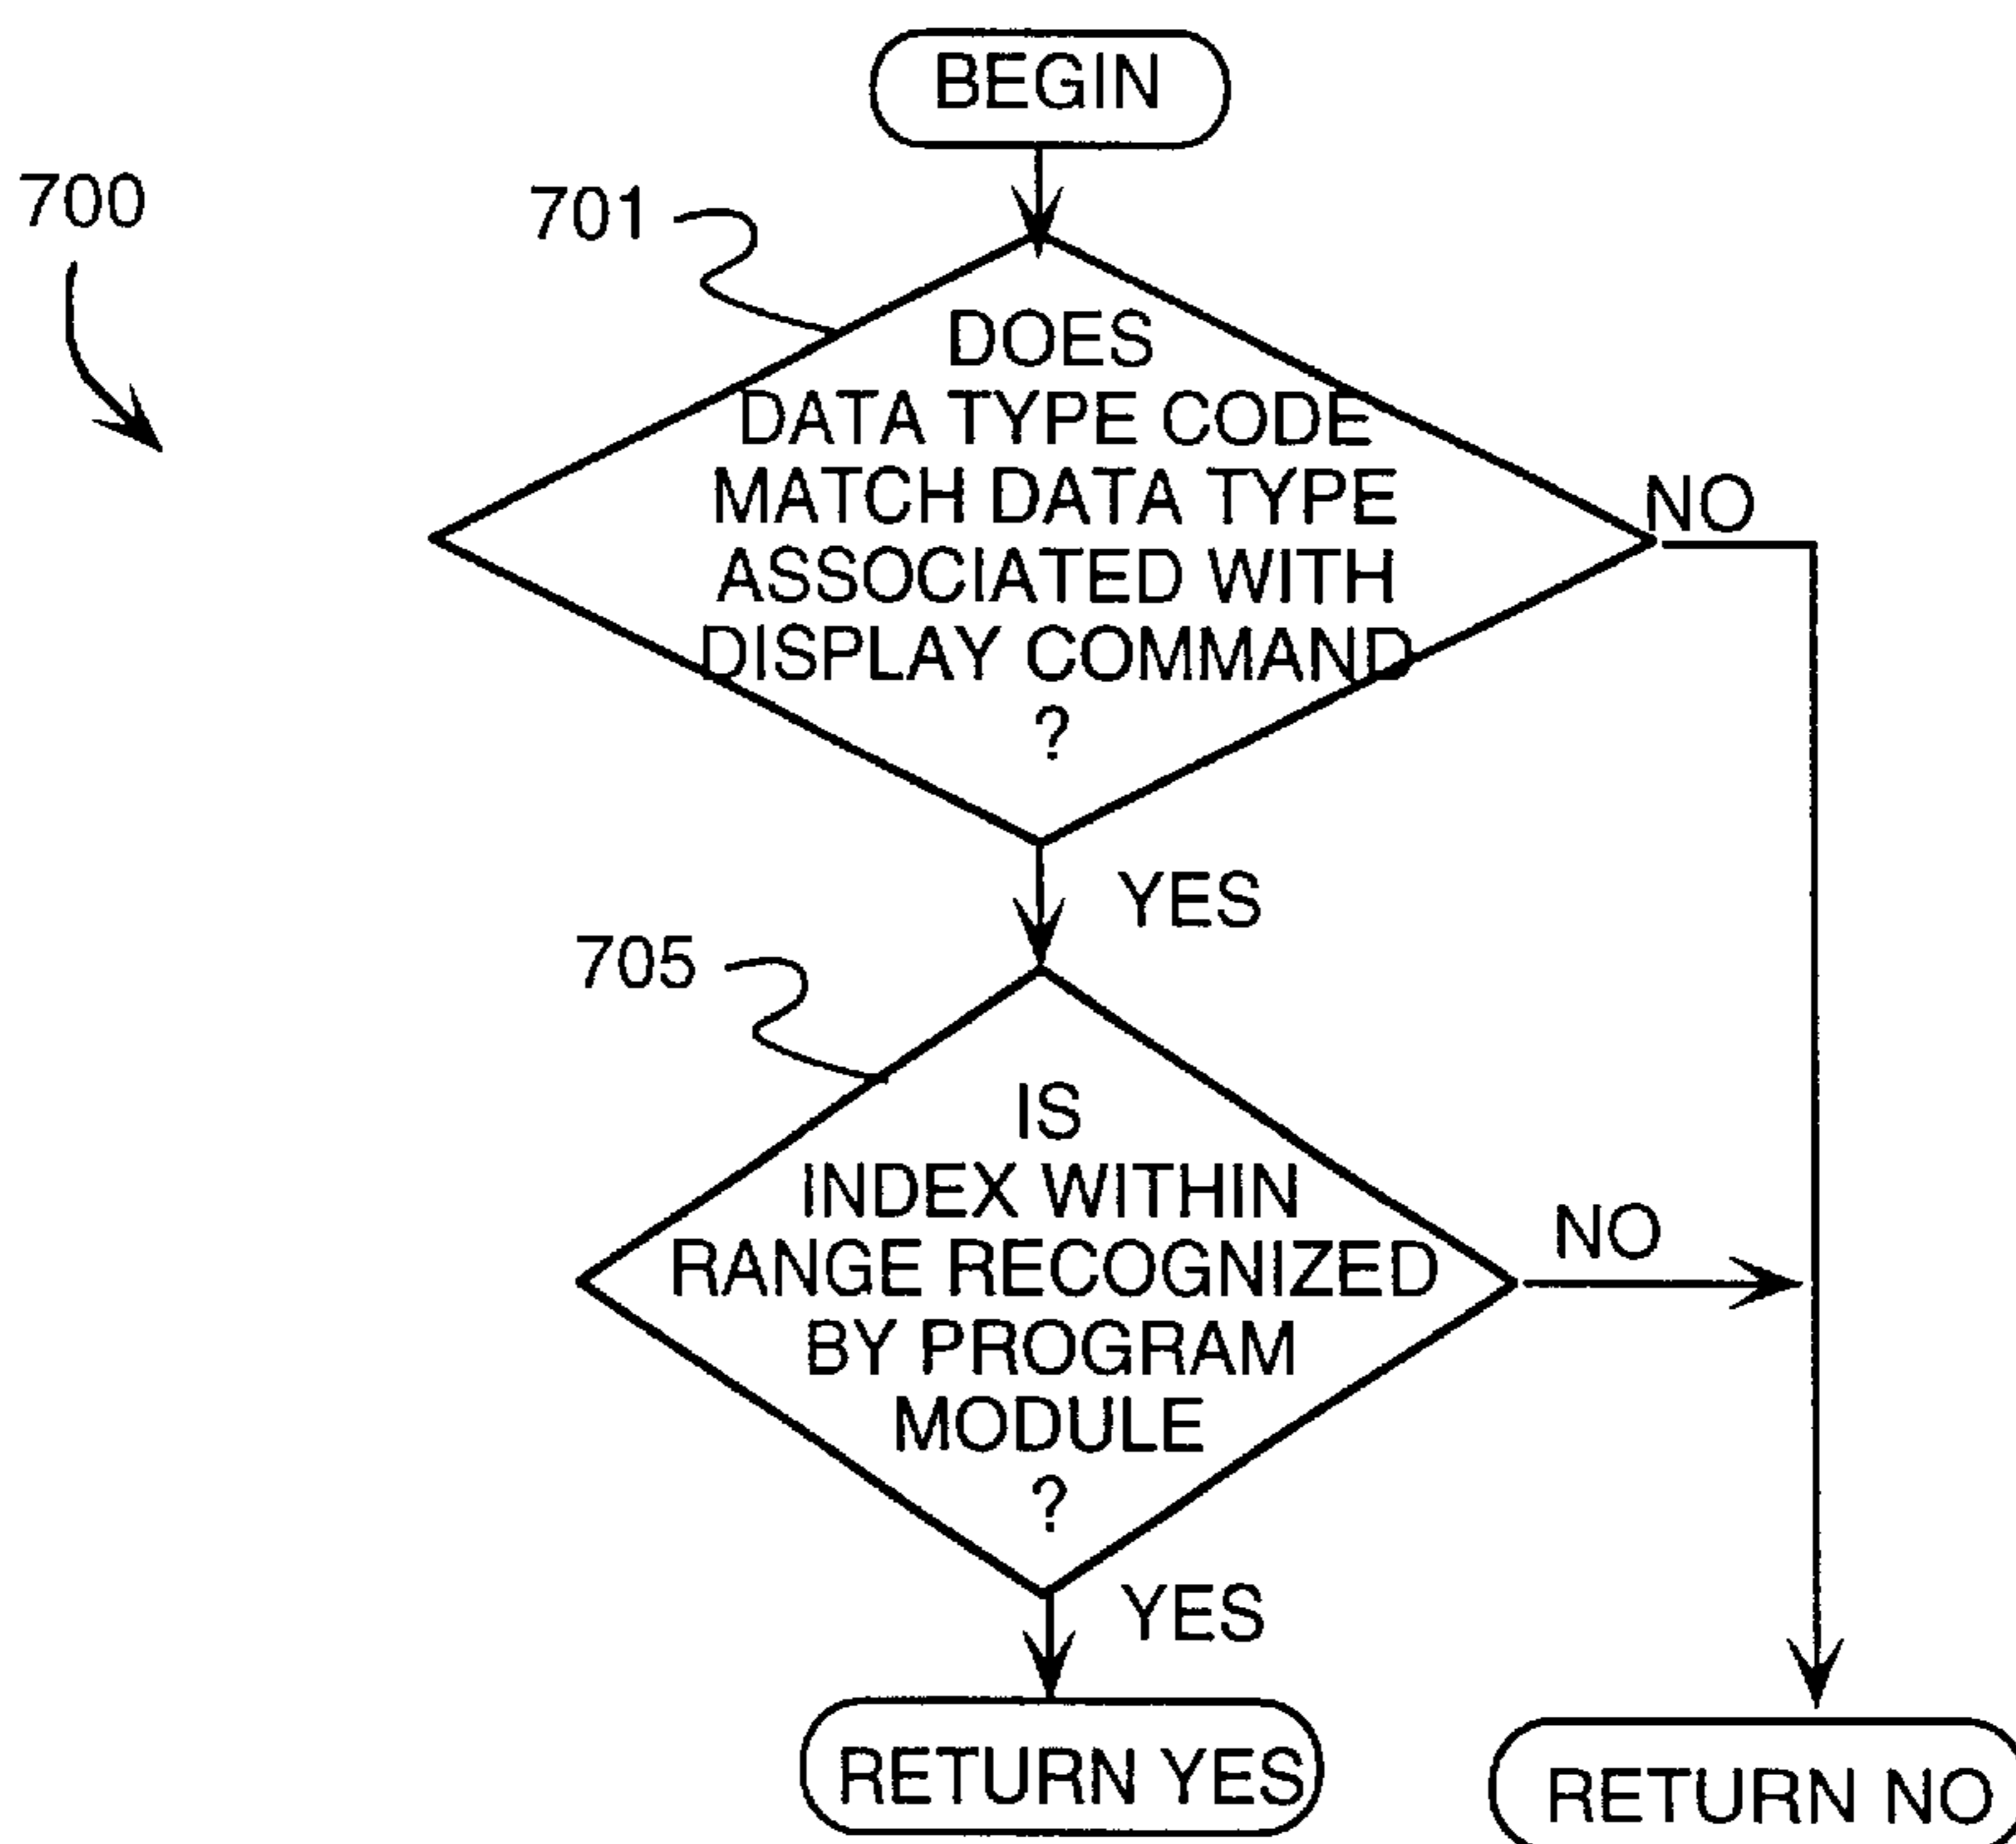 BEGIN
700
701
DOES
DATA TYPE CODE
MATCH DATA TYPE
ASSOCIATED WITH
DISPLAY COMMAND
?
NO
YES
705
IS
INDEX WITHIN
RANGE RECOGNIZED
BY PROGRAM
MODULE
?
NO
YES
RETURN YES
RETURN NO